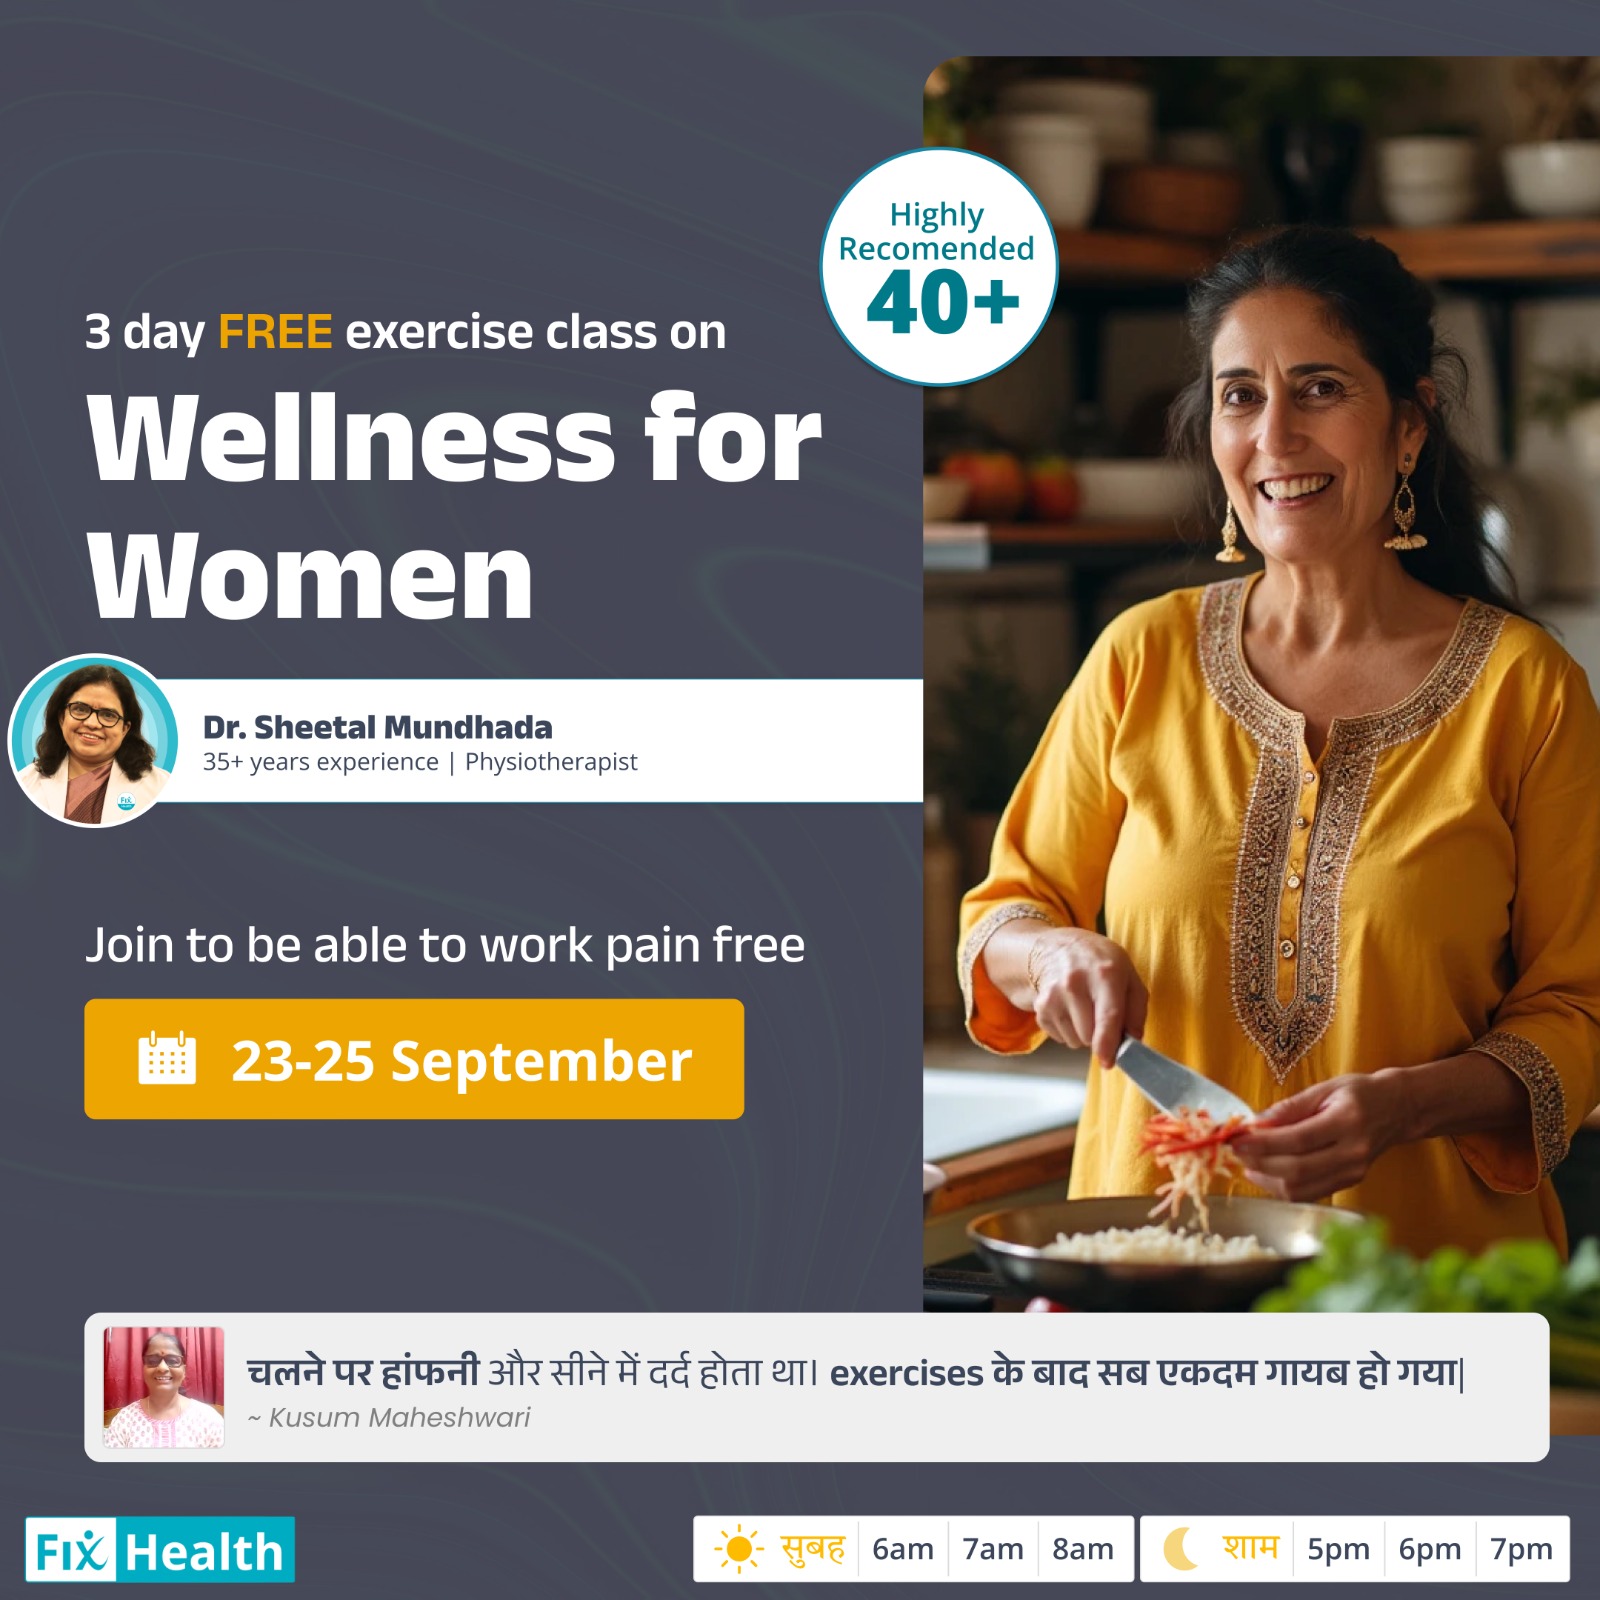 Highly
Recomended
40+
3 day FREE exercise class on
Wellness for
Women
Dr. Sheetal Mundhada
35+ years experience | Physiotherapist
Fix
Health
Join to be able to work pain free
23-25 September
चलने पर हांफनी और सीने में दर्द होता था। exercises के बाद सब एकदम गायब हो गया|
~ Kusum Maheshwari
Fix Health
सुबह 6am 7am 8am
शाम 5pm 6pm 7pm